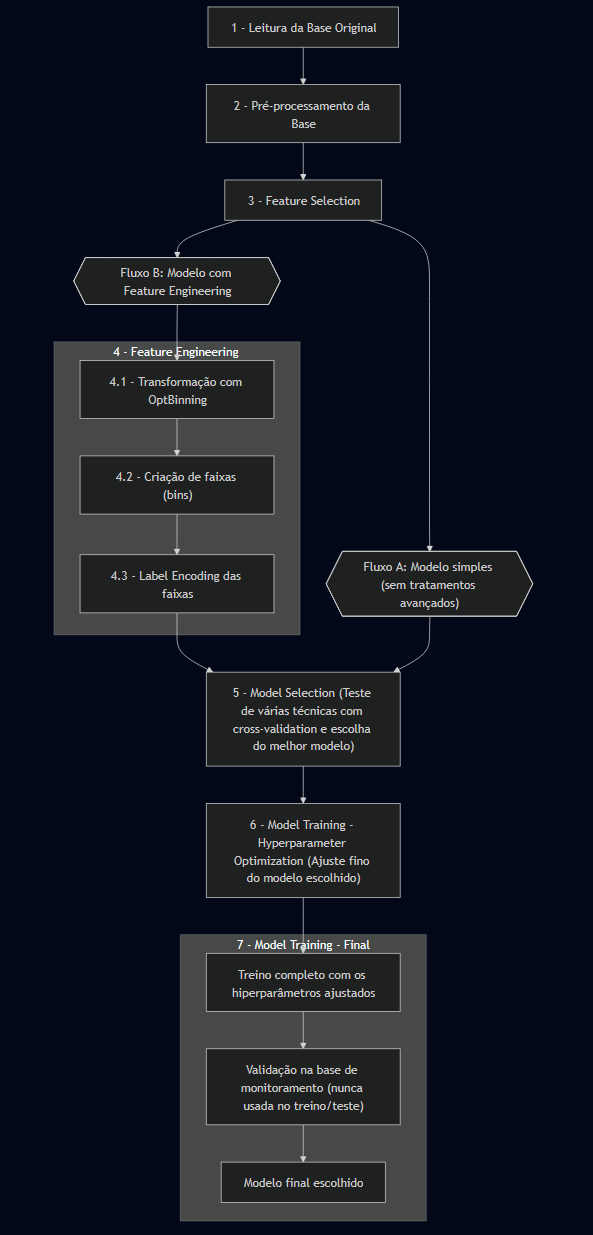 1 - Leitura da Base Original
2 - Pré-processamento da
Base
3 - Feature Selection
Fluxo B: Modelo com
Feature Engineering
4 - Feature Engineering
4.1 - Transformação com
OptBinning
4.2 - Criação de faixas
(bins)
4.3 - Label Encoding das
faixas
Fluxo A: Modelo simples
(sem tratamentos
avançados)
5 - Model Selection (Teste
de várias técnicas com
cross-validation e escolha
do melhor modelo)
6 - Model Training -
Hyperparameter
Optimization (Ajuste fino
do modelo escolhido)
7 - Model Training - Final
Treino completo com os
hiperparâmetros ajustados
Validação na base de
monitoramento (nunca
usada no treino/teste)
Modelo final escolhido